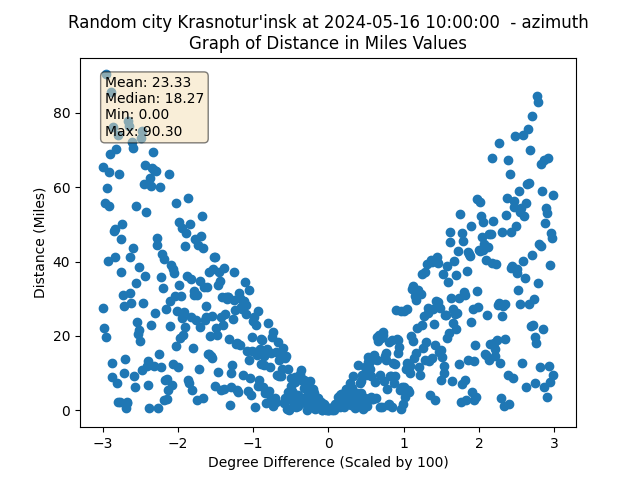 Random city Krasnotur'insk at 2024-05-16 10:00:00  - azimuth
Graph of Distance in Miles Values
Mean: 23.33
Median: 18.27
Min: 0.00
Max: 90.30
80
60
40
20
0
Distance (Miles)
−3 −2 −1 0 1 2 3
Degree Difference (Scaled by 100)